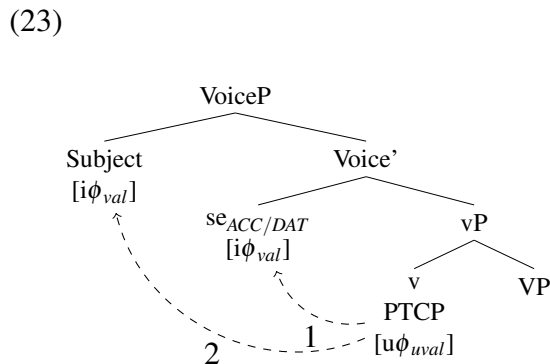 (23)
VoiceP
Subject
[iϕval]
Voice’
seACC/DAT
[iϕval]
vP
v
PTCP
[uϕuval]
VP
1
2